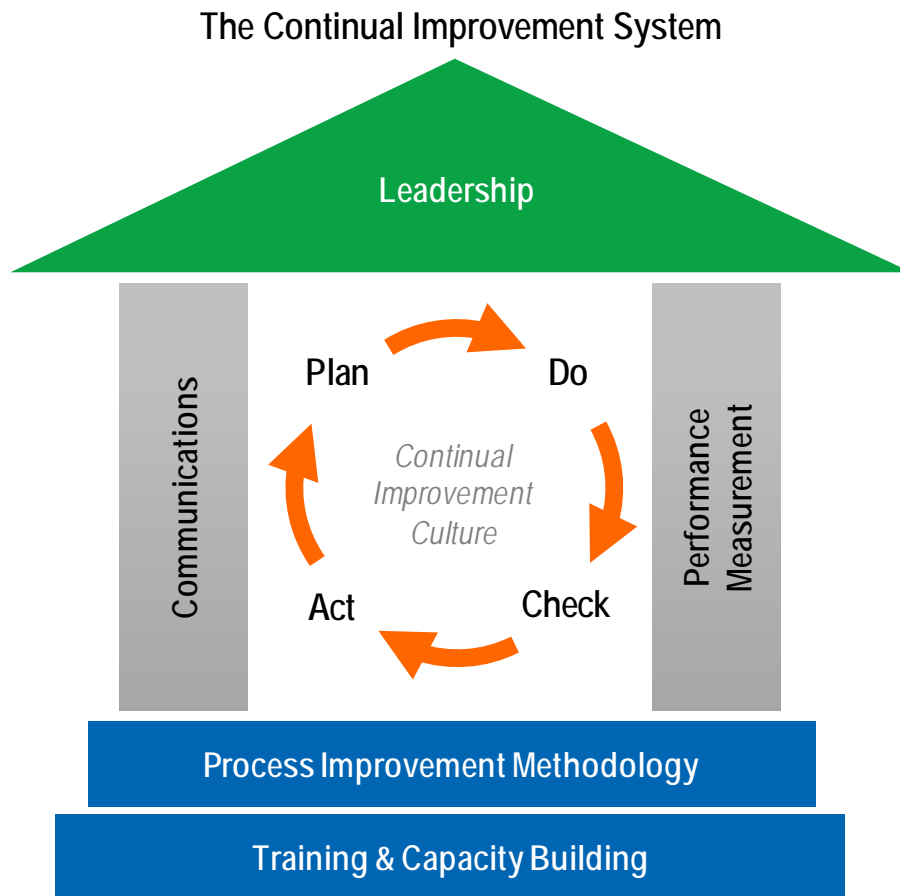 The Continual Improvement System
Leadership
Communications
Plan
Do
Continual
Improvement
Culture
Act
Check
Performance
Measurement
Process Improvement Methodology
Training & Capacity Building